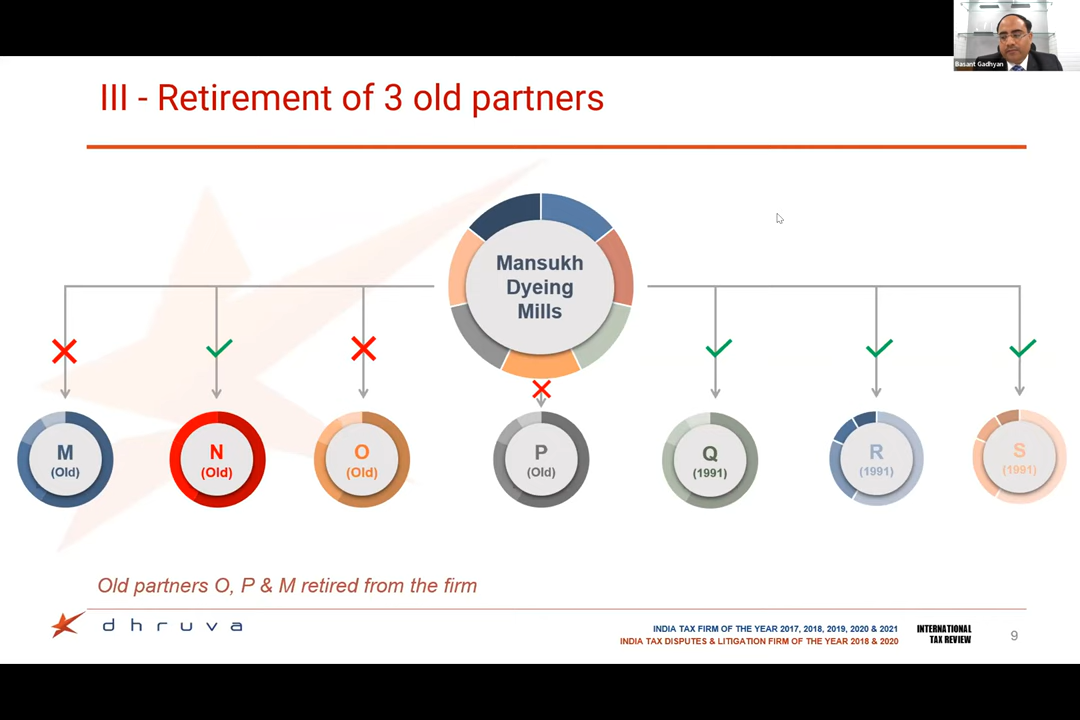 Basant Gadhyan
III - Retirement of 3 old partners
Mansukh
Dyeing
Mills
M
(Old)
N
(Old)
O
(Old)
P
(Old)
Q
(1991)
R
(1991)
S
(1991)
Old partners O, P & M retired from the firm
dhruva
INDIA TAX FIRM OF THE YEAR 2017, 2018, 2019, 2020 & 2021
INDIA TAX DISPUTES & LITIGATION FIRM OF THE YEAR 2018 & 2020
INTERNATIONAL
TAX REVIEW
9